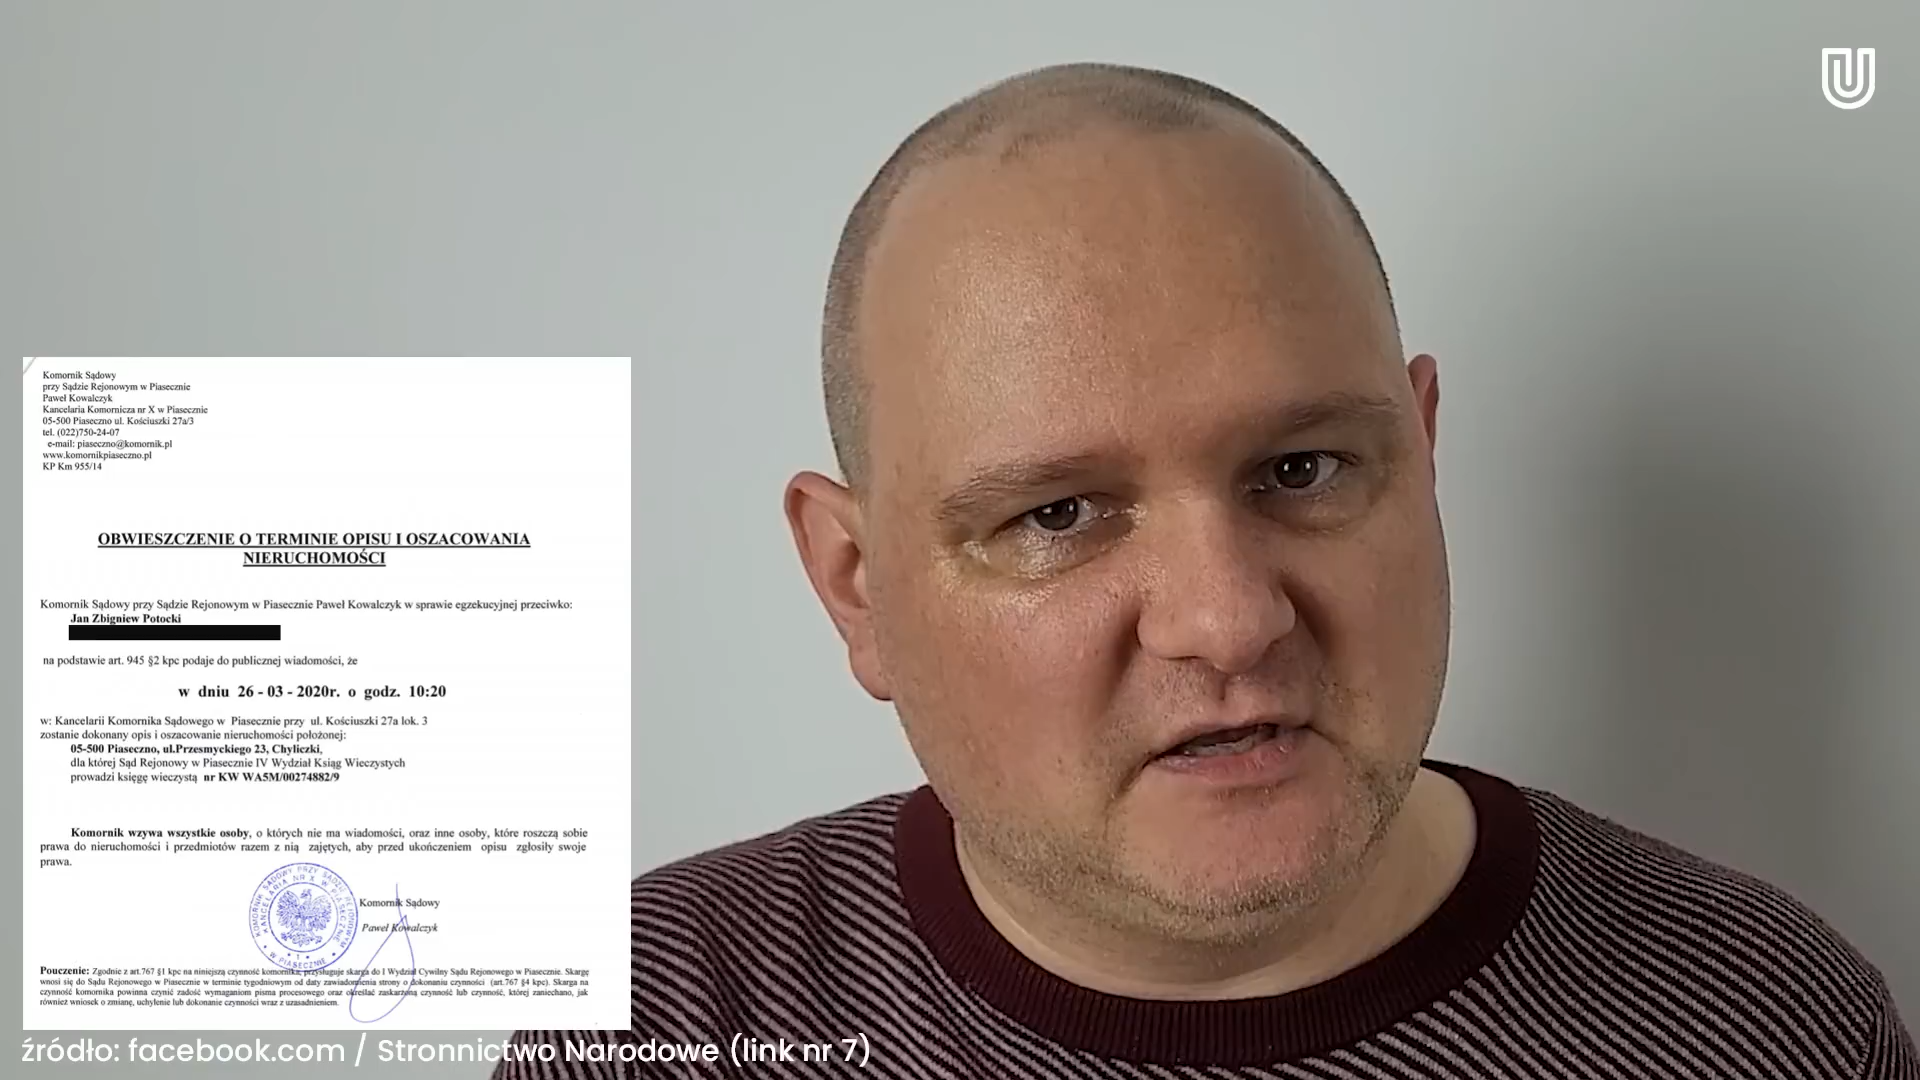 Komornik Sądowy
przy Sądzie Rejonowym w Piasecznie
Paweł Kowalczyk
Kancelaria Komornicza nr X w Piasecznie
05-500 Piaseczno ul. Kościuszki 27a/3
tel. (022)750-24-07
e-mail: piaseczno@komornik.pl
www.komornikpiaseczno.pl
KP Km 955/14
OBWIESZCZENIE O TERMINIE OPISU I OSZACOWANIA
NIERUCHOMOŚCI
Komornik Sądowy przy Sądzie Rejonowym w Piasecznie Paweł Kowalczyk w sprawie egzekucyjnej przeciwko:
Jan Zbigniew Potocki
na podstawie art. 945 §2 kpc podaje do publicznej wiadomości, że
w dniu 26 - 03 - 2020r. o godz. 10:20
w: Kancelarii Komornika Sądowego w Piasecznie przy ul. Kościuszki 27a lok. 3
zostanie dokonany opis i oszacowanie nieruchomości położonej:
05-500 Piaseczno, ul.Przesmyckiego 23, Chyliczki,
dla której Sąd Rejonowy w Piasecznie IV Wydział Ksiąg Wieczystych
prowadzi księgę wieczystą nr KW WA5M/00274882/9
Komornik wzywa wszystkie osoby, o których nie ma wiadomości, oraz inne osoby, które roszczą sobie
prawa do nieruchomości i przedmiotów razem z nią zajętych, aby przed ukończeniem opisu zgłosiły swoje
prawa.
KOMORNIK SĄDOWY PRZY SĄDZIE REJONOWYM
KANCELARIA NR X W PIASECZNIE
W PIASECZNIE
Komornik Sądowy
Paweł Kowalczyk
Pouczenie: Zgodnie z art.767 §1 kpc na niniejszą czynność komornika, przysługuje skarga do I Wydział Cywilny Sądu Rejonowego w Piasecznie. Skargę
wnosi się do Sądu Rejonowego w Piasecznie w terminie tygodniowym od daty zawiadomienia strony o dokonaniu czynności (art.767 §4 kpc). Skarga na
czynność komornika powinna czynić zadość wymaganiom pisma procesowego oraz określać zaskarżoną czynność lub czynność, której zaniechano, jak
również wniosek o zmianę, uchylenie lub dokonanie czynności wraz z uzasadnieniem.
źródło: facebook.com / Stronnictwo Narodowe (link nr 7)